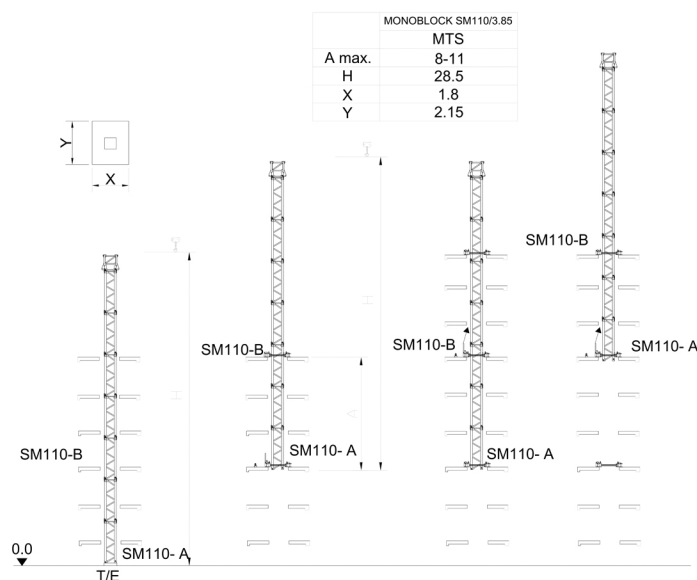 MONOBLOCK SM110/3.85
MTS
A max. 8-11
H 28.5
X 1.8
Y 2.15
Y
X
SM110-B
SM110-B
SM110-B
SM110-A
H
H
A
SM110-B
SM110- A
SM110- A
0.0
SM110- A
T/E